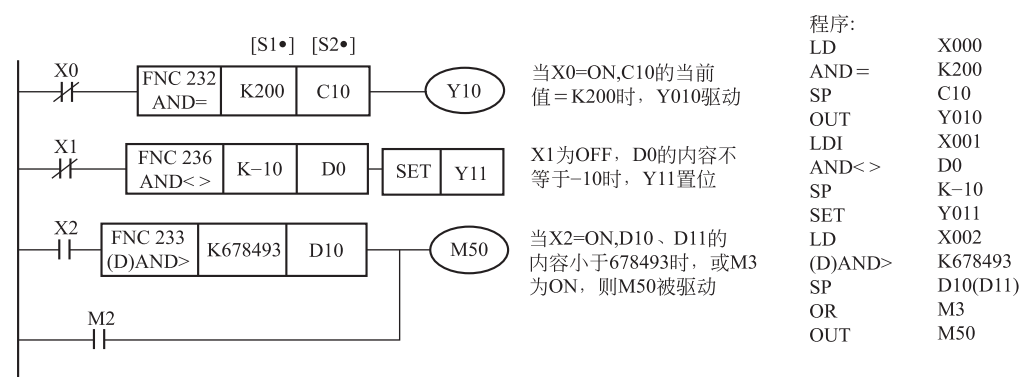 [S1•] [S2•]
X0
FNC 232
AND=
K200
C10
Y10
当X0=ON,C10的当前
值=K200时，Y010驱动
X1
FNC 236
AND<>
K−10
D0
SET
Y11
X1为OFF，D0的内容不
等于−10时，Y11置位
X2
FNC 233
(D)AND>
K678493
D10
M50
当X2=ON,D10、D11的
内容小于678493时，或M3
为ON，则M50被驱动
M2
程序:
LD X000
AND= K200
SP C10
OUT Y010
LDI X001
AND<> D0
SP K−10
SET Y011
LD X002
(D)AND> K678493
SP D10(D11)
OR M3
OUT M50